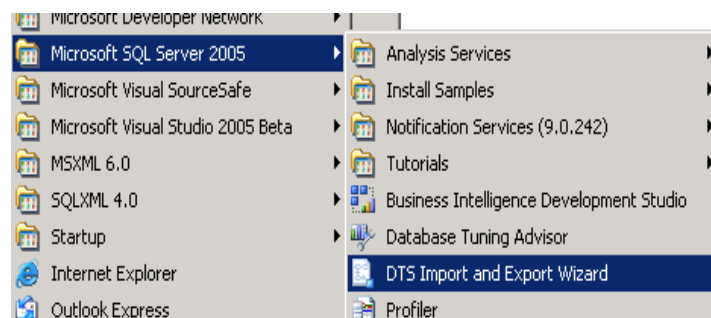 Microsoft Developer Network
Microsoft SQL Server 2005
Microsoft Visual SourceSafe
Microsoft Visual Studio 2005 Beta
MSXML 6.0
SQLXML 4.0
Startup
Internet Explorer
Outlook Express
Analysis Services
Install Samples
Notification Services (9.0.242)
Tutorials
Business Intelligence Development Studio
Database Tuning Advisor
DTS Import and Export Wizard
Profiler